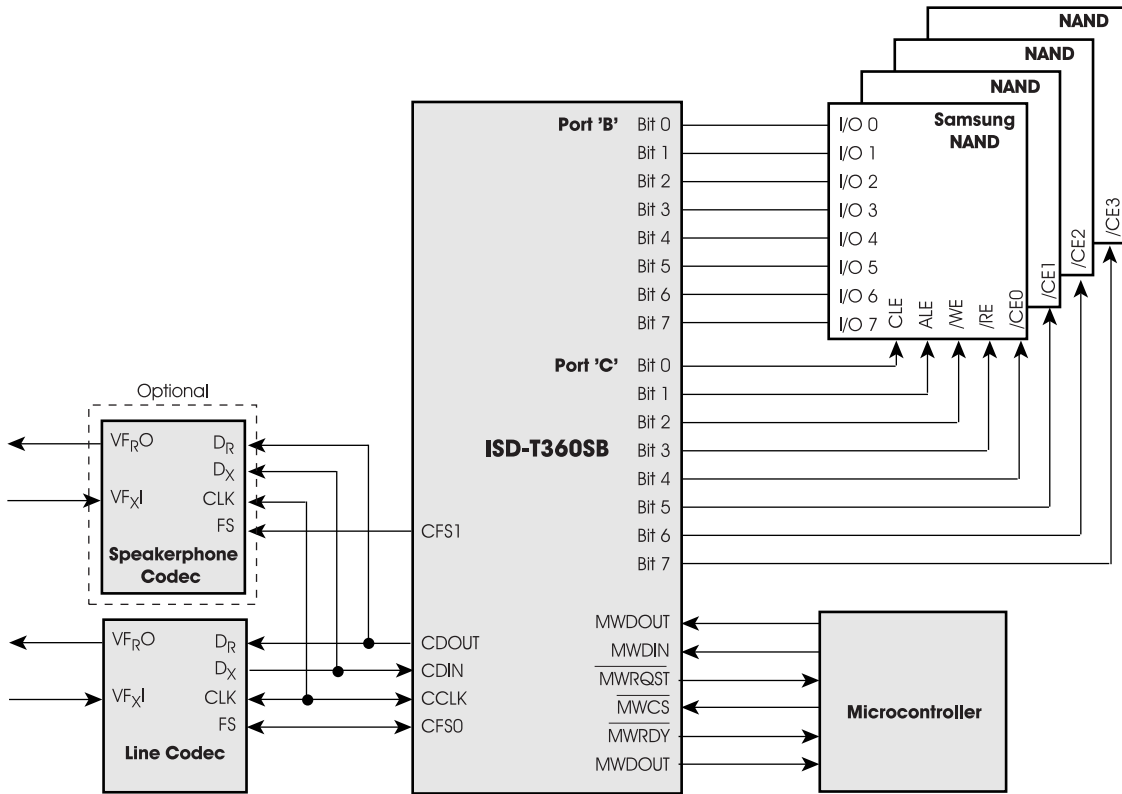 NAND
NAND
NAND
Samsung
NAND
I/O 0
I/O 1
I/O 2
I/O 3
I/O 4
I/O 5
I/O 6
I/O 7
CLE
ALE
/WE
/RE
/CE0
/CE1
/CE2
/CE3
Port 'B'
Bit 0
Bit 1
Bit 2
Bit 3
Bit 4
Bit 5
Bit 6
Bit 7
Port 'C'
Bit 0
Bit 1
Bit 2
Bit 3
Bit 4
Bit 5
Bit 6
Bit 7
ISD-T360SB
CFS1
CDOUT
CDIN
CCLK
CFS0
MWDOUT
MWDIN
MWRQST
MWCS
MWRDY
MWDOUT
Microcontroller
Optional
VFRO
VFXI
DR
DX
CLK
FS
Speakerphone
Codec
VFRO
VFXI
DR
DX
CLK
FS
Line Codec